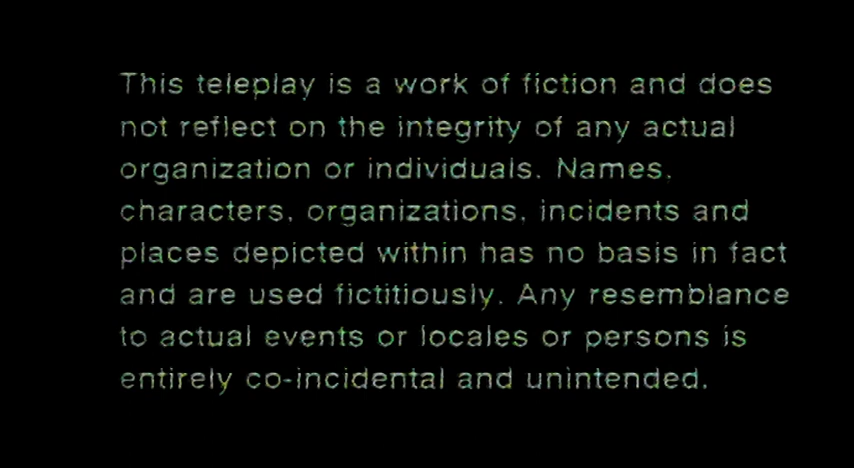 This teleplay is a work of fiction and does
not reflect on the integrity of any actual
organization or individuals. Names,
characters, organizations, incidents and
places depicted within has no basis in fact
and are used fictitiously. Any resemblance
to actual events or locales or persons is
entirely co-incidental and unintended.